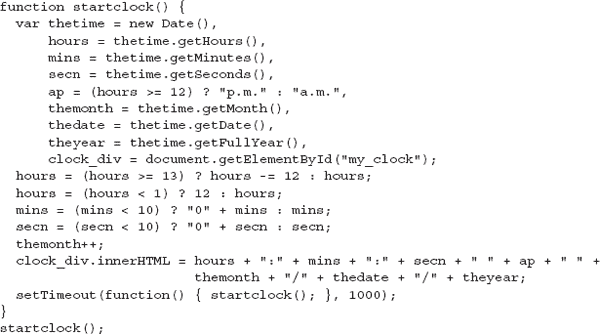 function startclock() {
  var thetime = new Date(),
      hours = thetime.getHours(),
      mins = thetime.getMinutes(),
      secn = thetime.getSeconds(),
      ap = (hours >= 12) ? "p.m." : "a.m.",
      themonth = thetime.getMonth(),
      thedate = thetime.getDate(),
      theyear = thetime.getFullYear(),
      clock_div = document.getElementById("my_clock");
  hours = (hours >= 13) ? hours -= 12 : hours;
  hours = (hours < 1) ? 12 : hours;
  mins = (mins < 10) ? "0" + mins : mins;
  secn = (secn < 10) ? "0" + secn : secn;
  themonth++;
  clock_div.innerHTML = hours + ":" + mins + ":" + secn + " " + ap + " " +
                        themonth + "/" + thedate + "/" + theyear;
  setTimeout(function() { startclock(); }, 1000);
}
startclock();